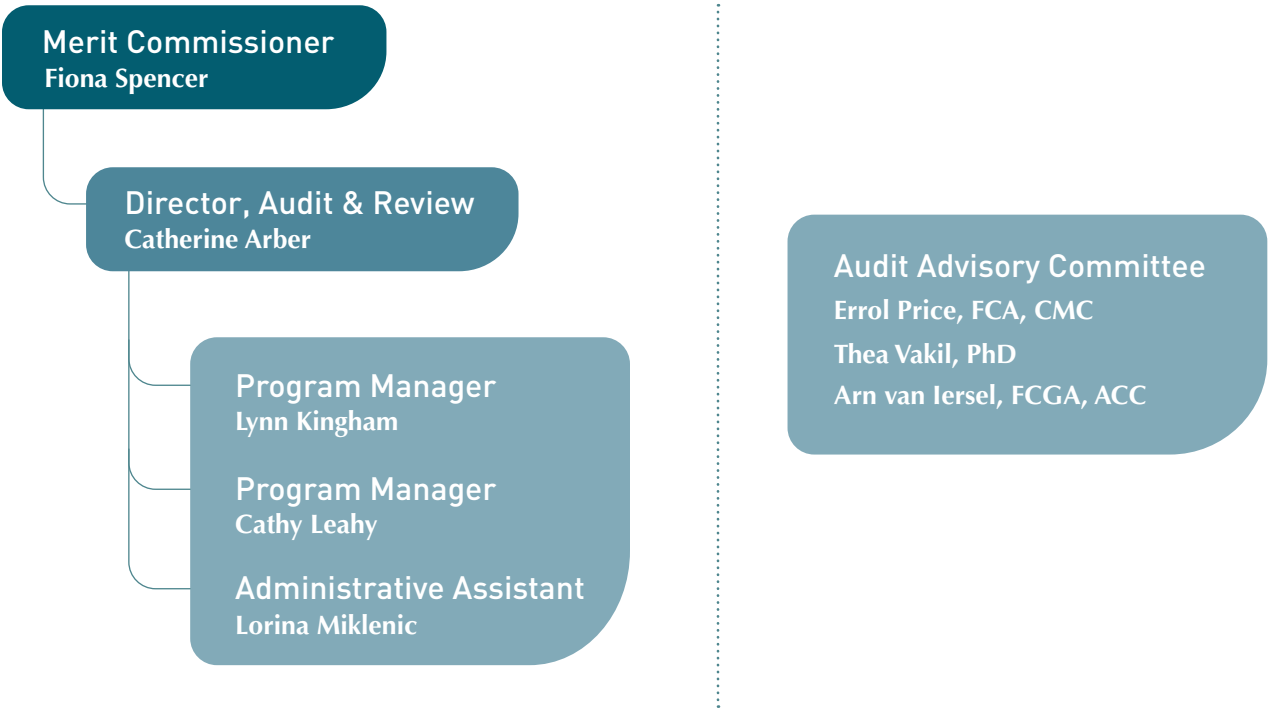 Merit Commissioner
Fiona Spencer
Director, Audit & Review
Catherine Arber
Program Manager
Lynn Kingham
Program Manager
Cathy Leahy
Administrative Assistant
Lorina Miklenic
Audit Advisory Committee
Errol Price, FCA, CMC
Thea Vakil, PhD
Arn van Iersel, FCGA, ACC